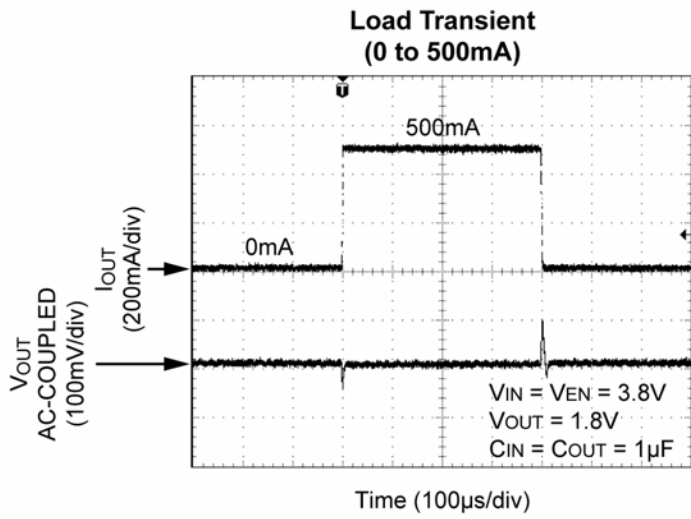 Load Transient
(0 to 500mA)
T
500mA
0mA
IOUT
(200mA/div)
VOUT
AC-COUPLED
(100mV/div)
VIN = VEN = 3.8V
VOUT = 1.8V
CIN = COUT = 1µF
Time (100µs/div)